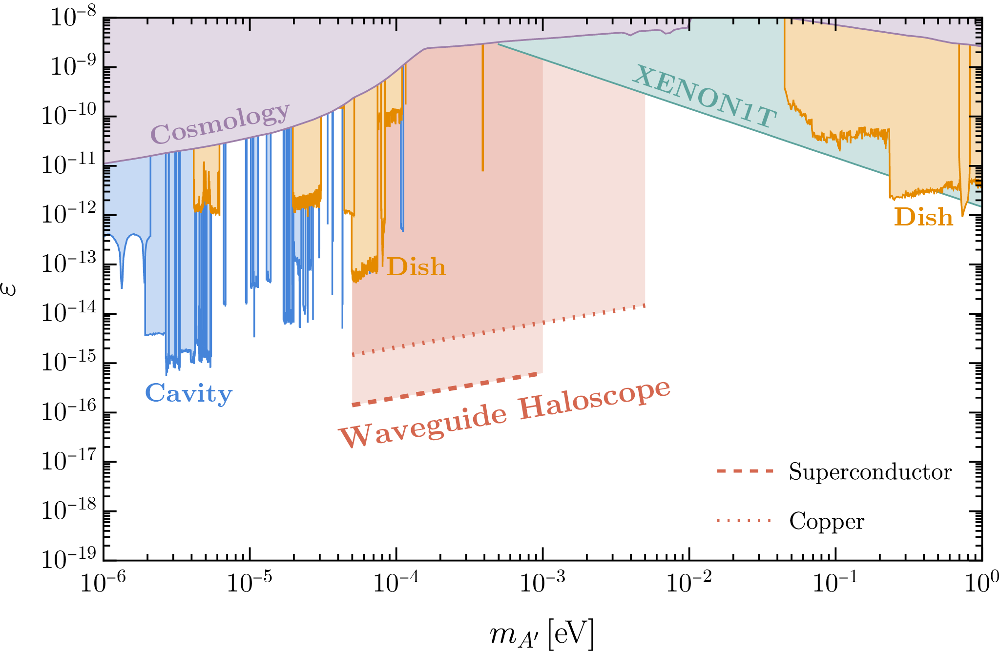 10⁻⁸
10⁻⁹
10⁻¹⁰
10⁻¹¹
10⁻¹²
10⁻¹³
10⁻¹⁴
10⁻¹⁵
10⁻¹⁶
10⁻¹⁷
10⁻¹⁸
10⁻¹⁹
ε
Cosmology
XENON1T
Dish
Dish
Cavity
Waveguide Haloscope
Superconductor
Copper
10⁻⁶ 10⁻⁵ 10⁻⁴ 10⁻³ 10⁻² 10⁻¹ 10⁰
m_A′ [eV]